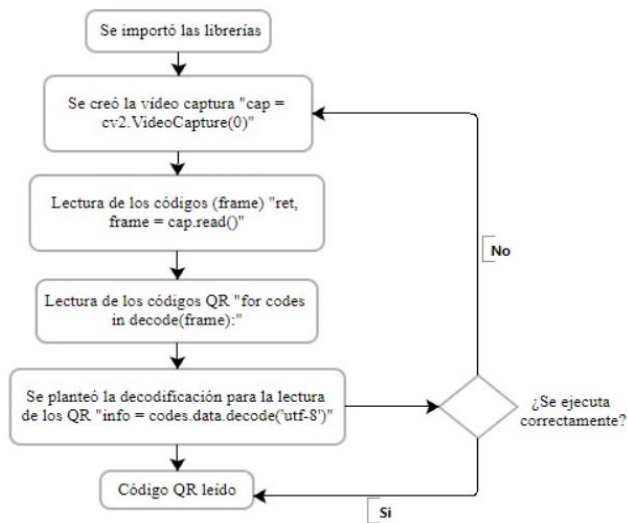 Se importó las librerías
Se creó la vídeo captura "cap =
cv2.VideoCapture(0)"
Lectura de los códigos (frame) "ret,
frame = cap.read()"
No
Lectura de los códigos QR "for codes
in decode(frame):"
Se planteó la decodificación para la lectura
de los QR "info = codes.data.decode('utf-8')"
¿Se ejecuta
correctamente?
Código QR leído
Si